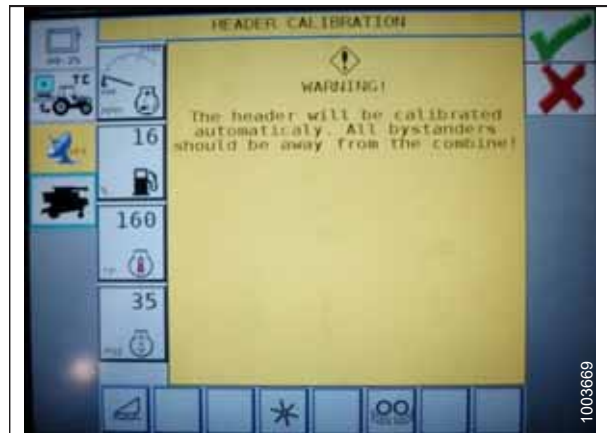 HEADER CALIBRATION
WARNING!
The header will be calibrated
automaticaly. All bystanders
should be away from the combine!
TC
16
160
35
1003669